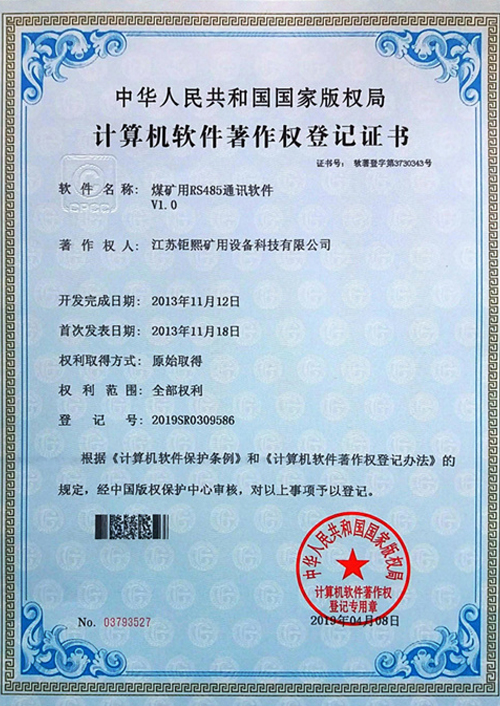 中华人民共和国国家版权局
计算机软件著作权登记证书
证书号： 软著登字第3730343号
CPCC
软件名称： 煤矿用RS485通讯软件
V1.0
著作权人： 江苏钜熙矿用设备科技有限公司
开发完成日期： 2013年11月12日
首次发表日期： 2013年11月18日
权利取得方式： 原始取得
权利范围： 全部权利
登记号： 2019SR0309586
根据《计算机软件保护条例》和《计算机软件著作权登记办法》的
规定，经中国版权保护中心审核，对以上事项予以登记。
中华人民共和国国家版权局
计算机软件著作权
登记专用章
No. 03793527
2019年04月08日